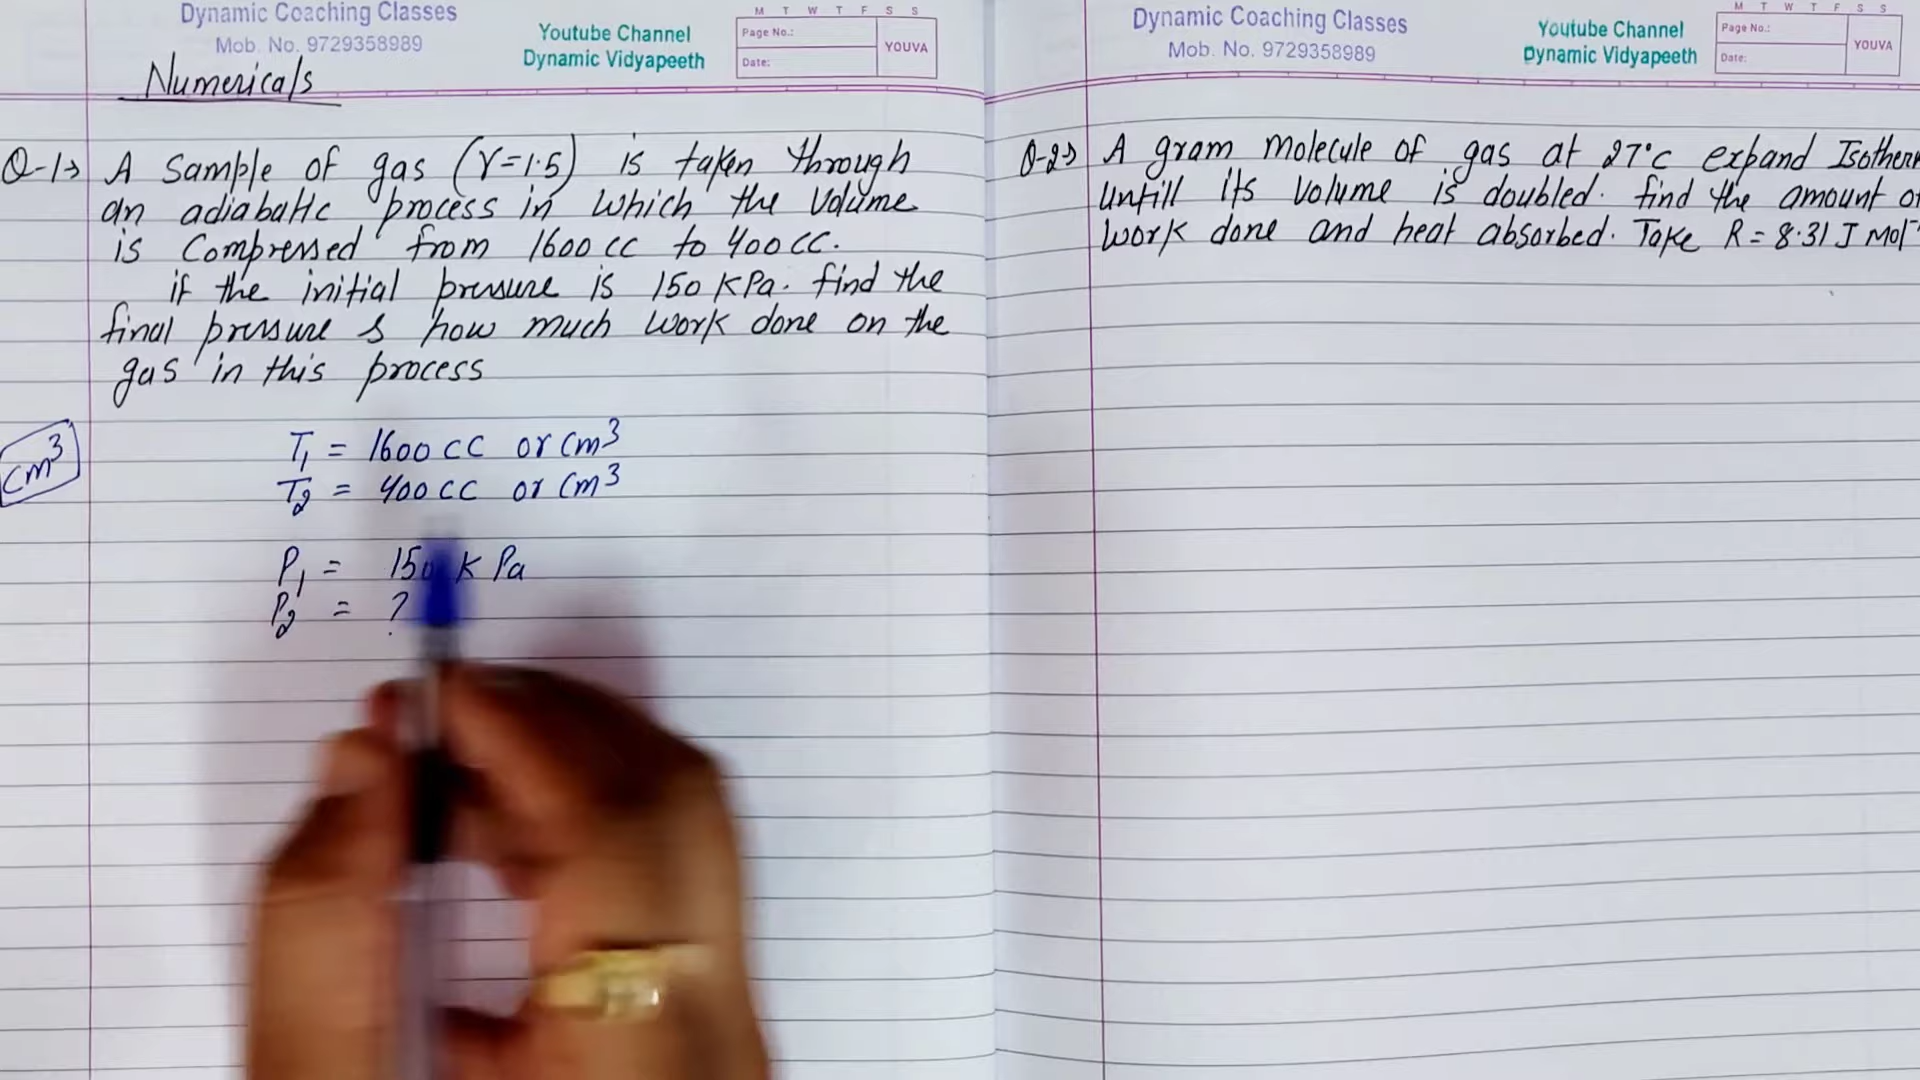 Dynamic Coaching Classes
Mob. No. 9729358989
Youtube Channel
Dynamic Vidyapeeth
M T W T F S S
Page No.:
Date:
YOUVA
Numericals
Q-1→ A Sample of gas (γ=1.5) is taken through
an adiabatic process in which the Volume
is Compressed from 1600 cc to 400 CC.
if the initial pressure is 150 KPa. find the
final pressure & how much work done on the
gas in this process
cm³
T₁ = 1600 CC or cm³
T₂ = 400 CC or cm³
P₁ = 150 K Pa
P₂ = ?
Dynamic Coaching Classes
Mob. No. 9729358989
Youtube Channel
Dynamic Vidyapeeth
M T W T F S S
Page No.:
Date:
YOUVA
Q-2→ A gram molecule of gas at 27°C expand
Untill its Volume is doubled. find the amount
work done and heat absorbed. Take R = 8.31 J Mol